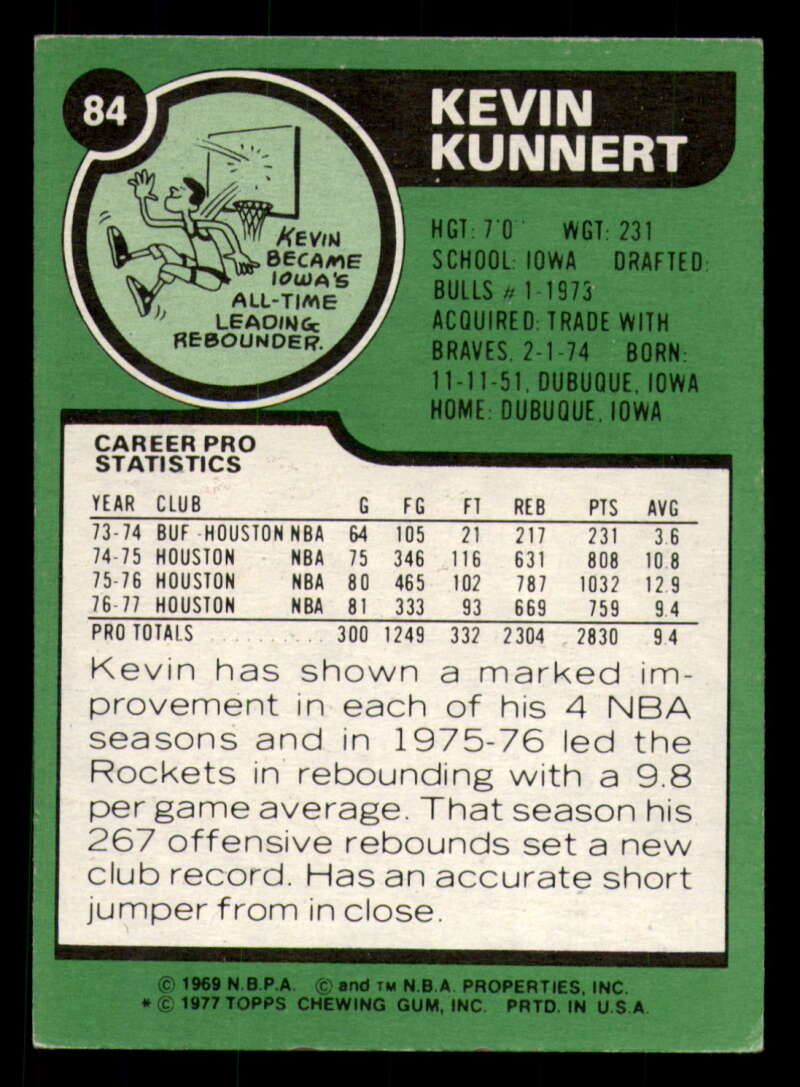 84
KEVIN
KUNNERT
KEVIN
BECAME
IOWA'S
ALL-TIME
LEADING
REBOUNDER.
HGT: 7'0" WGT: 231
SCHOOL: IOWA DRAFTED:
BULLS #1-1973
ACQUIRED: TRADE WITH
BRAVES, 2-1-74 BORN:
11-11-51, DUBUQUE, IOWA
HOME: DUBUQUE, IOWA
CAREER PRO
STATISTICS
YEAR CLUB G FG FT REB PTS AVG
73-74 BUF-HOUSTON NBA 64 105 21 217 231 3.6
74-75 HOUSTON - NBA 75 346 116 631 808 10.8
75-76 HOUSTON NBA 80 465 102 787 1032 12.9
76-77 HOUSTON NBA 81 333 93 669 759 9.4
PRO TOTALS .......... 300 1249 332 2304 2830 9.4
Kevin has shown a marked im-
provement in each of his 4 NBA
seasons and in 1975-76 led the
Rockets in rebounding with a 9.8
per game average. That season his
267 offensive rebounds set a new
club record. Has an accurate short
jumper from in close.
© 1969 N.B.P.A. © and TM N.B.A. PROPERTIES, INC.
* © 1977 TOPPS CHEWING GUM, INC. PRTD. IN U.S.A.